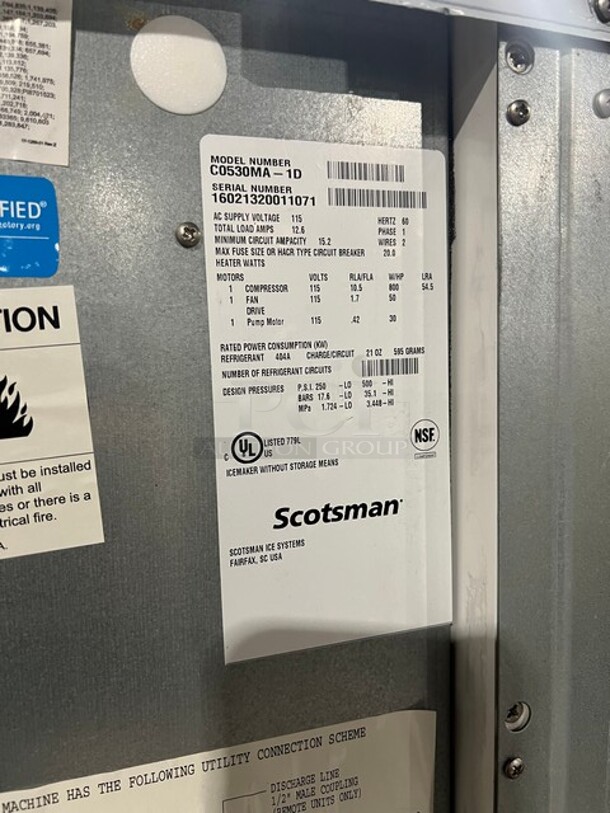 MODEL NUMBER
C0530MA-1D
SERIAL NUMBER
16021320011071
AC SUPPLY VOLTAGE 115 HERTZ 60
TOTAL LOAD AMPS 12.6 PHASE 1
MINIMUM CIRCUIT AMPACITY 15.2 WIRES 2
MAX FUSE SIZE OR HACR TYPE CIRCUIT BREAKER 20.0
HEATER WATTS
MOTORS VOLTS RLA/FLA W/HP LRA
1 COMPRESSOR 115 10.5 800 54.5
1 FAN 115 1.7 50
DRIVE
1 Pump Motor 115 .42 30
RATED POWER CONSUMPTION (KW)
REFRIGERANT 404A CHARGE/CIRCUIT 21 OZ 595 GRAMS
NUMBER OF REFRIGERANT CIRCUITS
DESIGN PRESSURES P.S.I. 250 -LO 500 -HI
BARS 17.6 -LO 35.1 -HI
MPa 1.724-LO 3.448-HI
C UL US LISTED 779L
NSF
ICEMAKER WITHOUT STORAGE MEANS
Scotsman
SCOTSMAN ICE SYSTEMS
FAIRFAX, SC USA
FIED®
ctory.org
TION
ust be installed
with all
es or there is a
trical fire.
A.
PCI
AUCTION GROUP
MACHINE HAS THE FOLLOWING UTILITY CONNECTION SCHEME
DISCHARGE LINE
1/2" MALE COUPLING
(REMOTE UNITS ONLY)